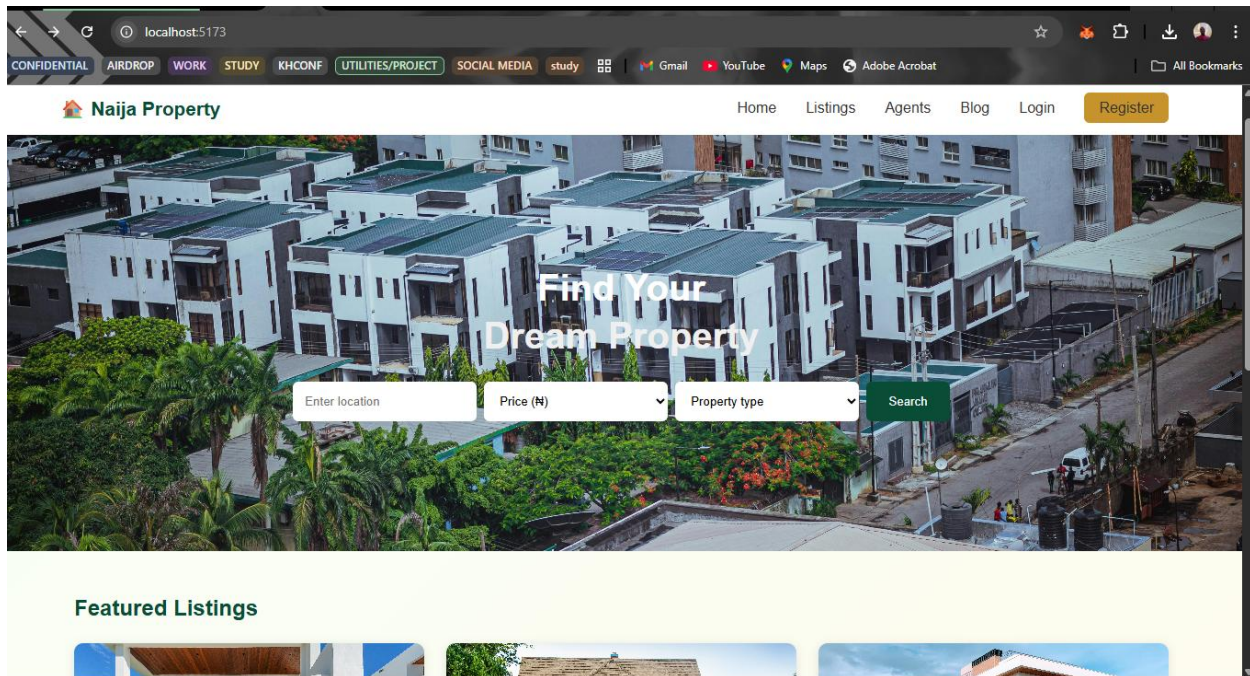 localhost:5173
CONFIDENTIAL AIRDROP WORK STUDY KHCONF UTILITIES/PROJECT SOCIAL MEDIA study Gmail YouTube Maps Adobe Acrobat All Bookmarks
Naija Property Home Listings Agents Blog Login Register
Find Your
Dream Property
Enter location Price (₦) Property type Search
Featured Listings